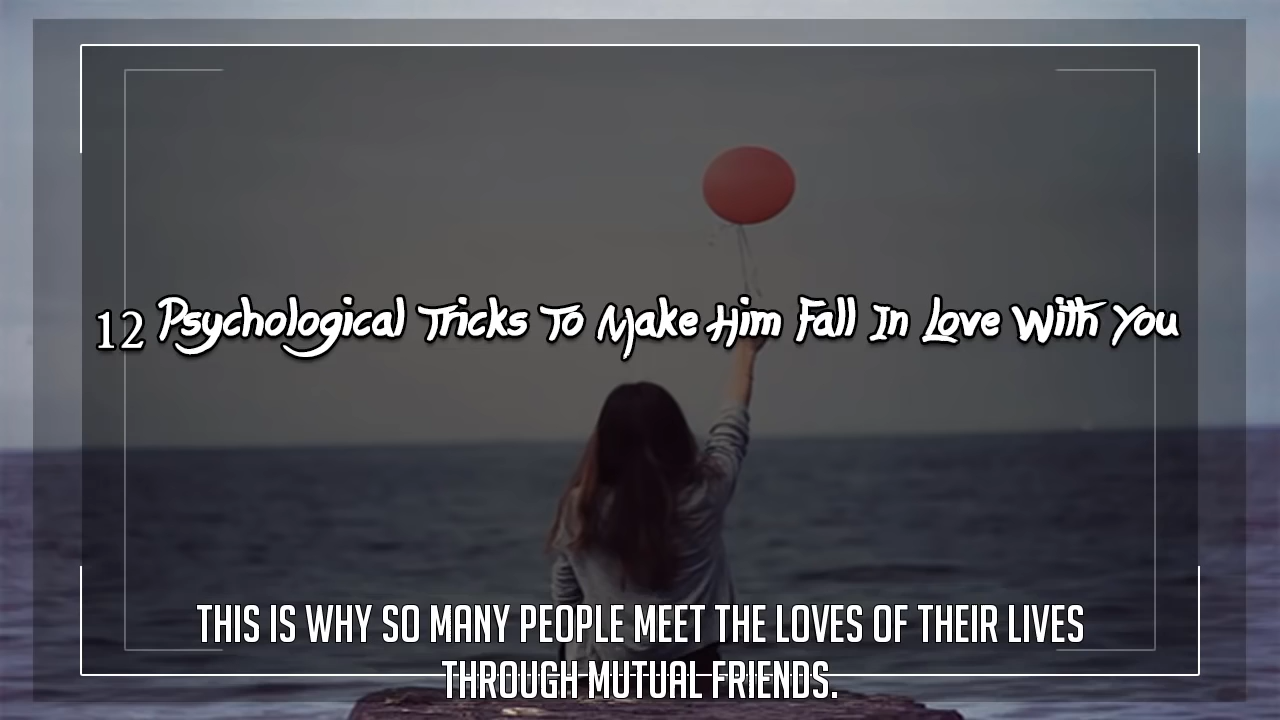 12 Psychological Tricks To Make Him Fall In Love With You
THIS IS WHY SO MANY PEOPLE MEET THE LOVES OF THEIR LIVES
THROUGH MUTUAL FRIENDS.